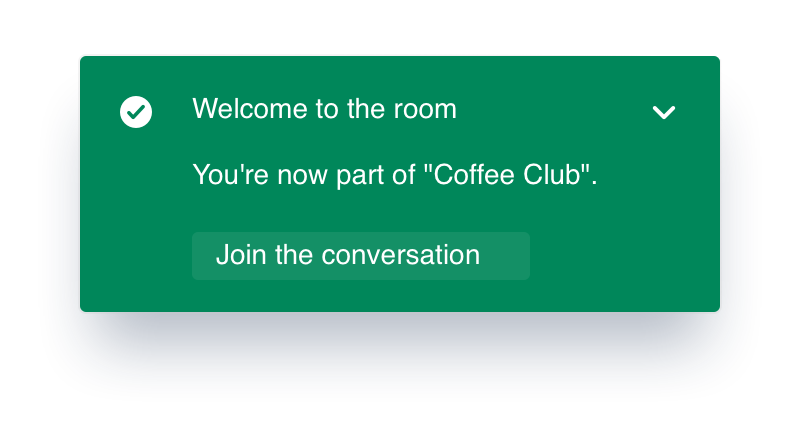 Welcome to the room
You're now part of "Coffee Club".
Join the conversation